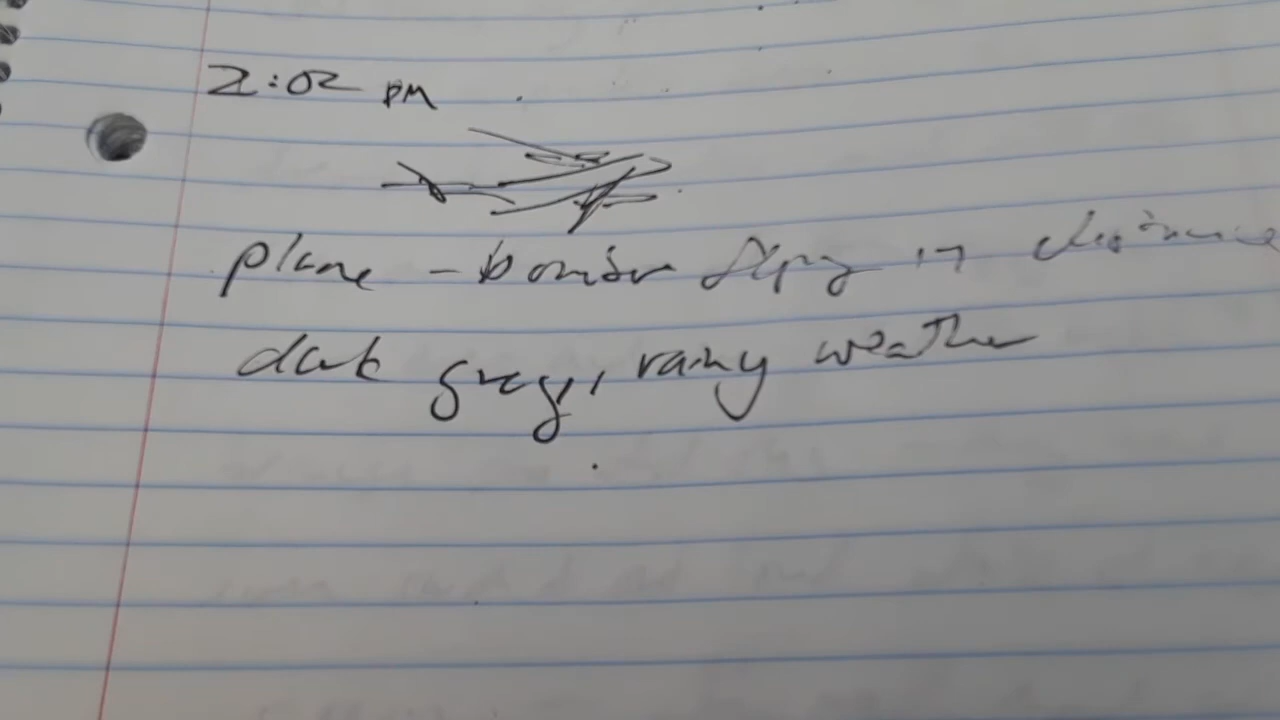 2:02 PM
plane - bomber flying in distance
dark grey, rainy weather